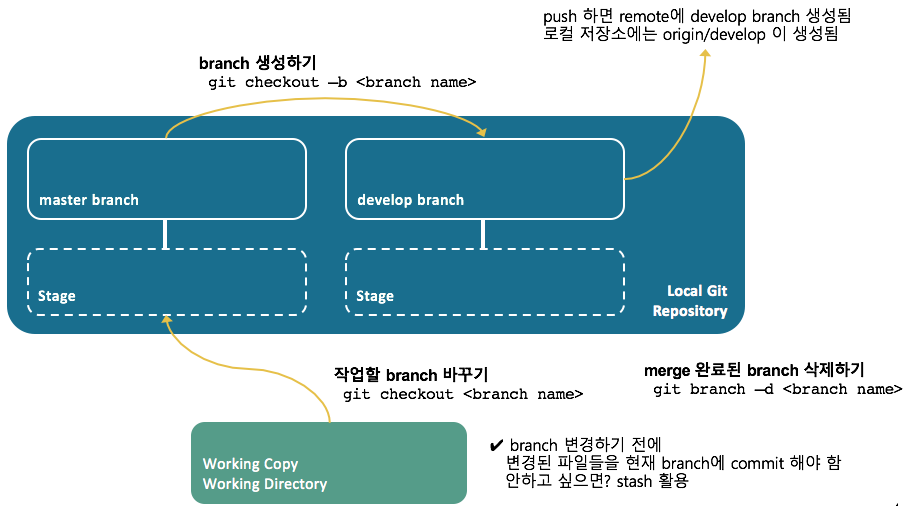 push 하면 remote에 develop branch 생성됨
로컬 저장소에는 origin/develop 이 생성됨
branch 생성하기
git checkout –b <branch name>
master branch
develop branch
Stage
Stage
Local Git
Repository
작업할 branch 바꾸기
git checkout <branch name>
merge 완료된 branch 삭제하기
git branch –d <branch name>
Working Copy
Working Directory
✔ branch 변경하기 전에
변경된 파일들을 현재 branch에 commit 해야 함
안하고 싶으면? stash 활용